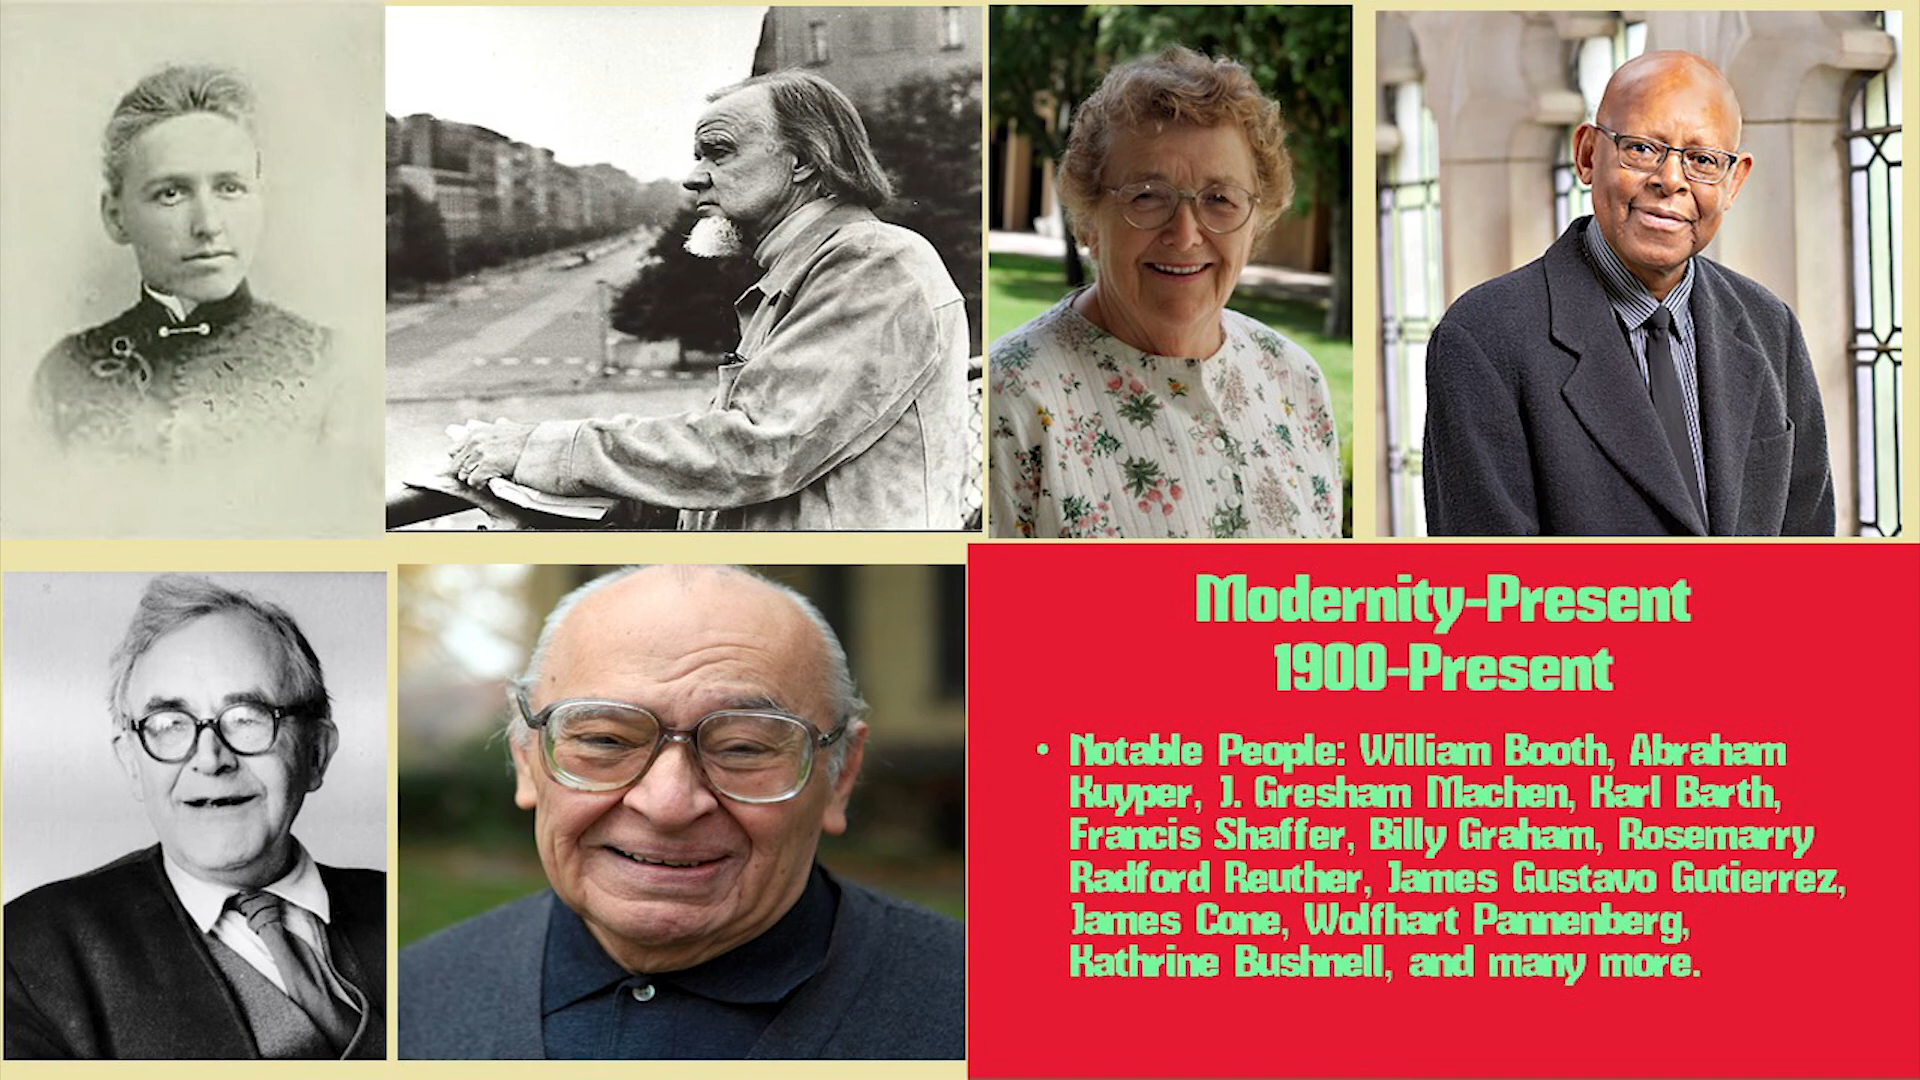 Modernity-Present
1900-Present
• Notable People: William Booth, Abraham
Kuyper, J. Gresham Machen, Karl Barth,
Francis Shaffer, Billy Graham, Rosemarry
Radford Reuther, James Gustavo Gutierrez,
James Cone, Wolfhart Pannenberg,
Kathrine Bushnell, and many more.